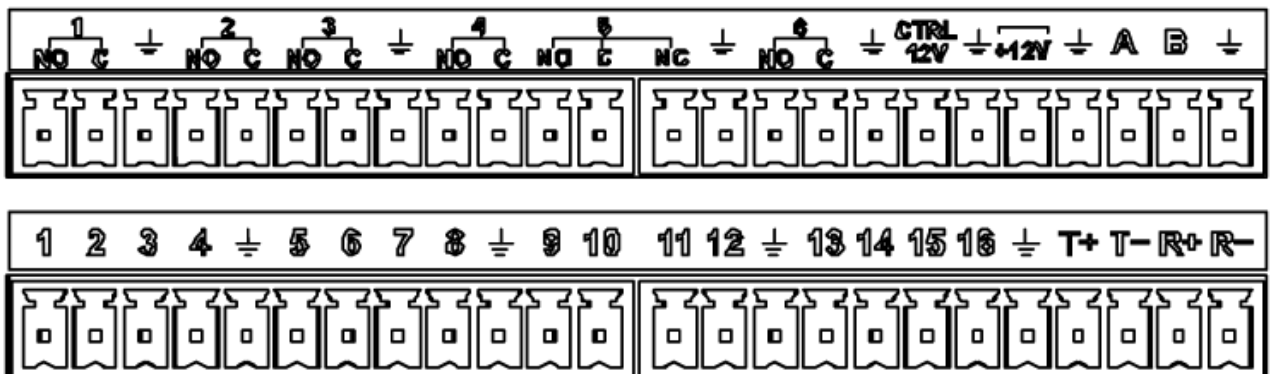 1 2 3 4 5 6 CTRL
NO C NO C NO C NO C NO C NC NO C 12V +12V A B
1 2 3 4 5 6 7 8 9 10 11 12 13 14 15 16 T+ T- R+ R-